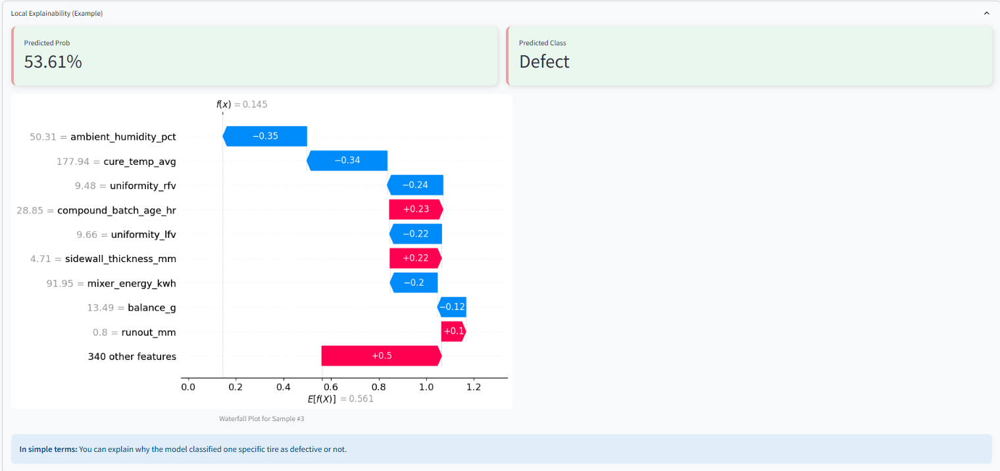 Local Explainability (Example)
Predicted Prob
53.61%
Predicted Class
Defect
f(x) = 0.145
50.31 = ambient_humidity_pct
−0.35
177.94 = cure_temp_avg
−0.34
9.48 = uniformity_rfv
−0.24
28.85 = compound_batch_age_hr
+0.23
9.66 = uniformity_lfv
−0.22
4.71 = sidewall_thickness_mm
+0.22
91.95 = mixer_energy_kwh
−0.2
13.49 = balance_g
−0.12
0.8 = runout_mm
+0.1
340 other features
+0.5
0.0 0.2 0.4 0.6 0.8 1.0 1.2
E[f(X)] = 0.561
Waterfall Plot for Sample #3
In simple terms: You can explain why the model classified one specific tire as defective or not.